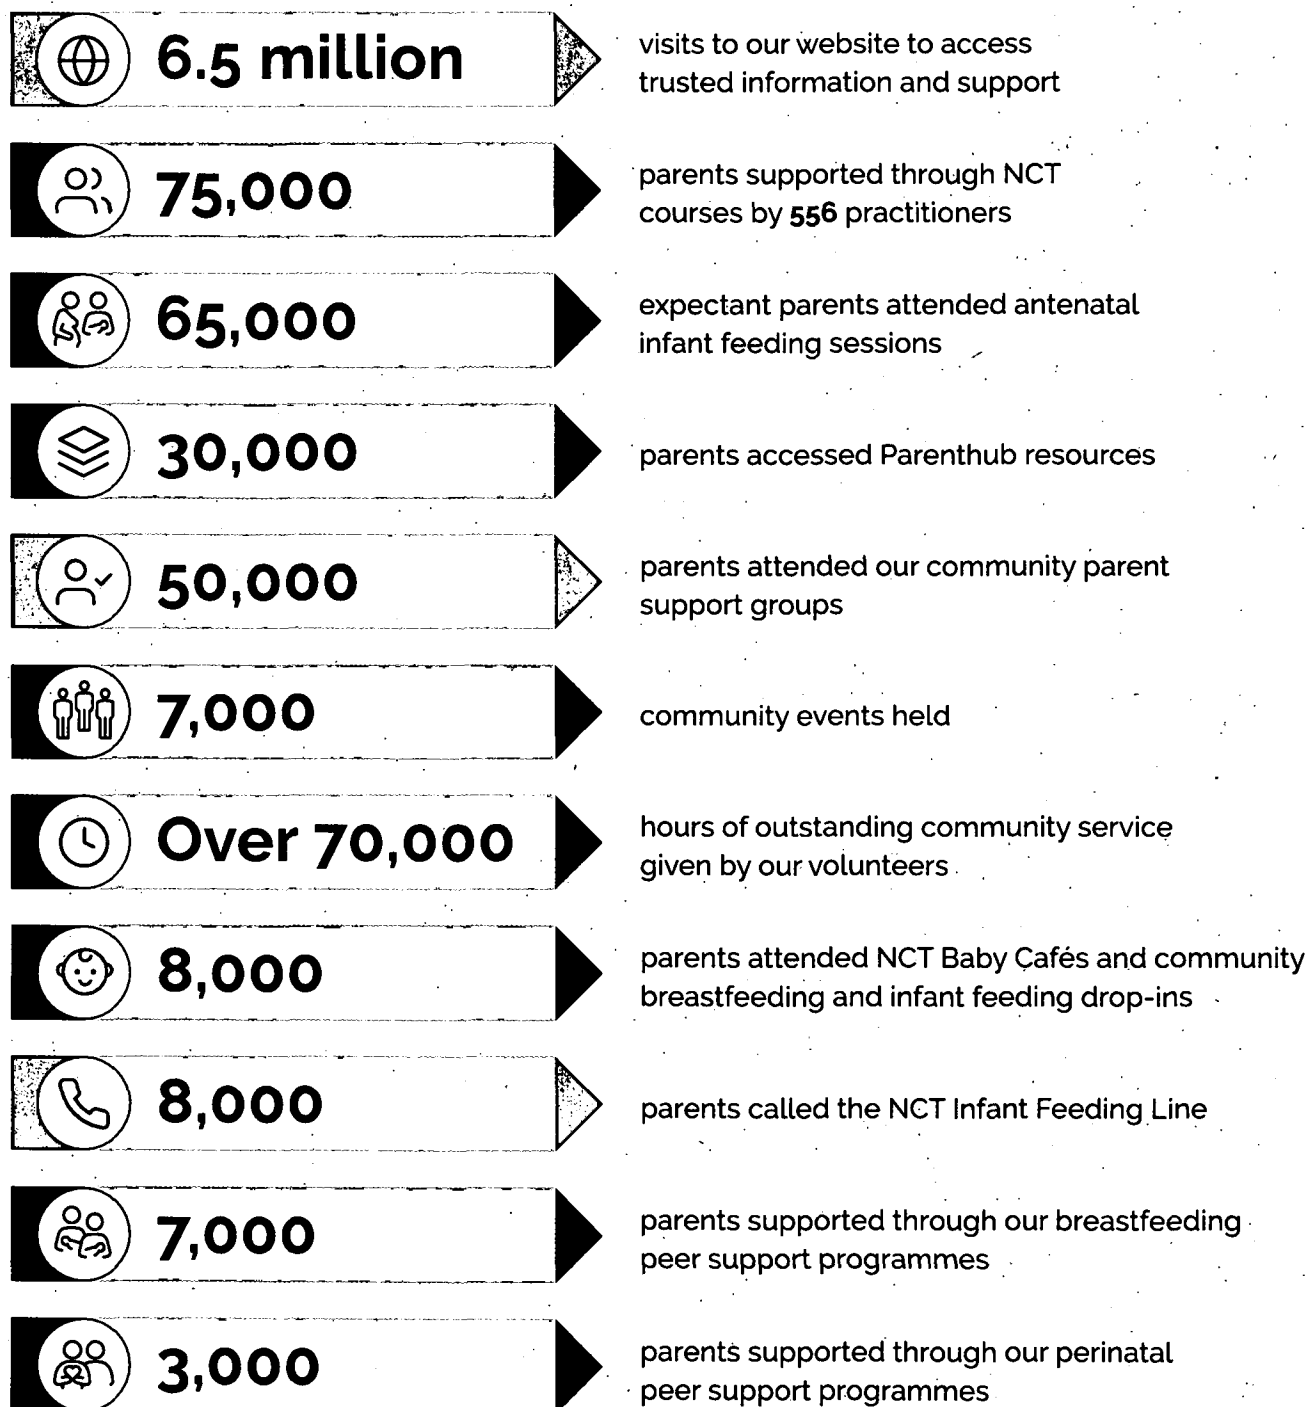 6.5 million
visits to our website to access
trusted information and support
75,000
parents supported through NCT
courses by 556 practitioners
65,000
expectant parents attended antenatal
infant feeding sessions
30,000
parents accessed Parenthub resources
50,000
parents attended our community parent
support groups
7,000
community events held
Over 70,000
hours of outstanding community service
given by our volunteers
8,000
parents attended NCT Baby Cafés and community
breastfeeding and infant feeding drop-ins
8,000
parents called the NCT Infant Feeding Line
7,000
parents supported through our breastfeeding
peer support programmes
3,000
parents supported through our perinatal
peer support programmes